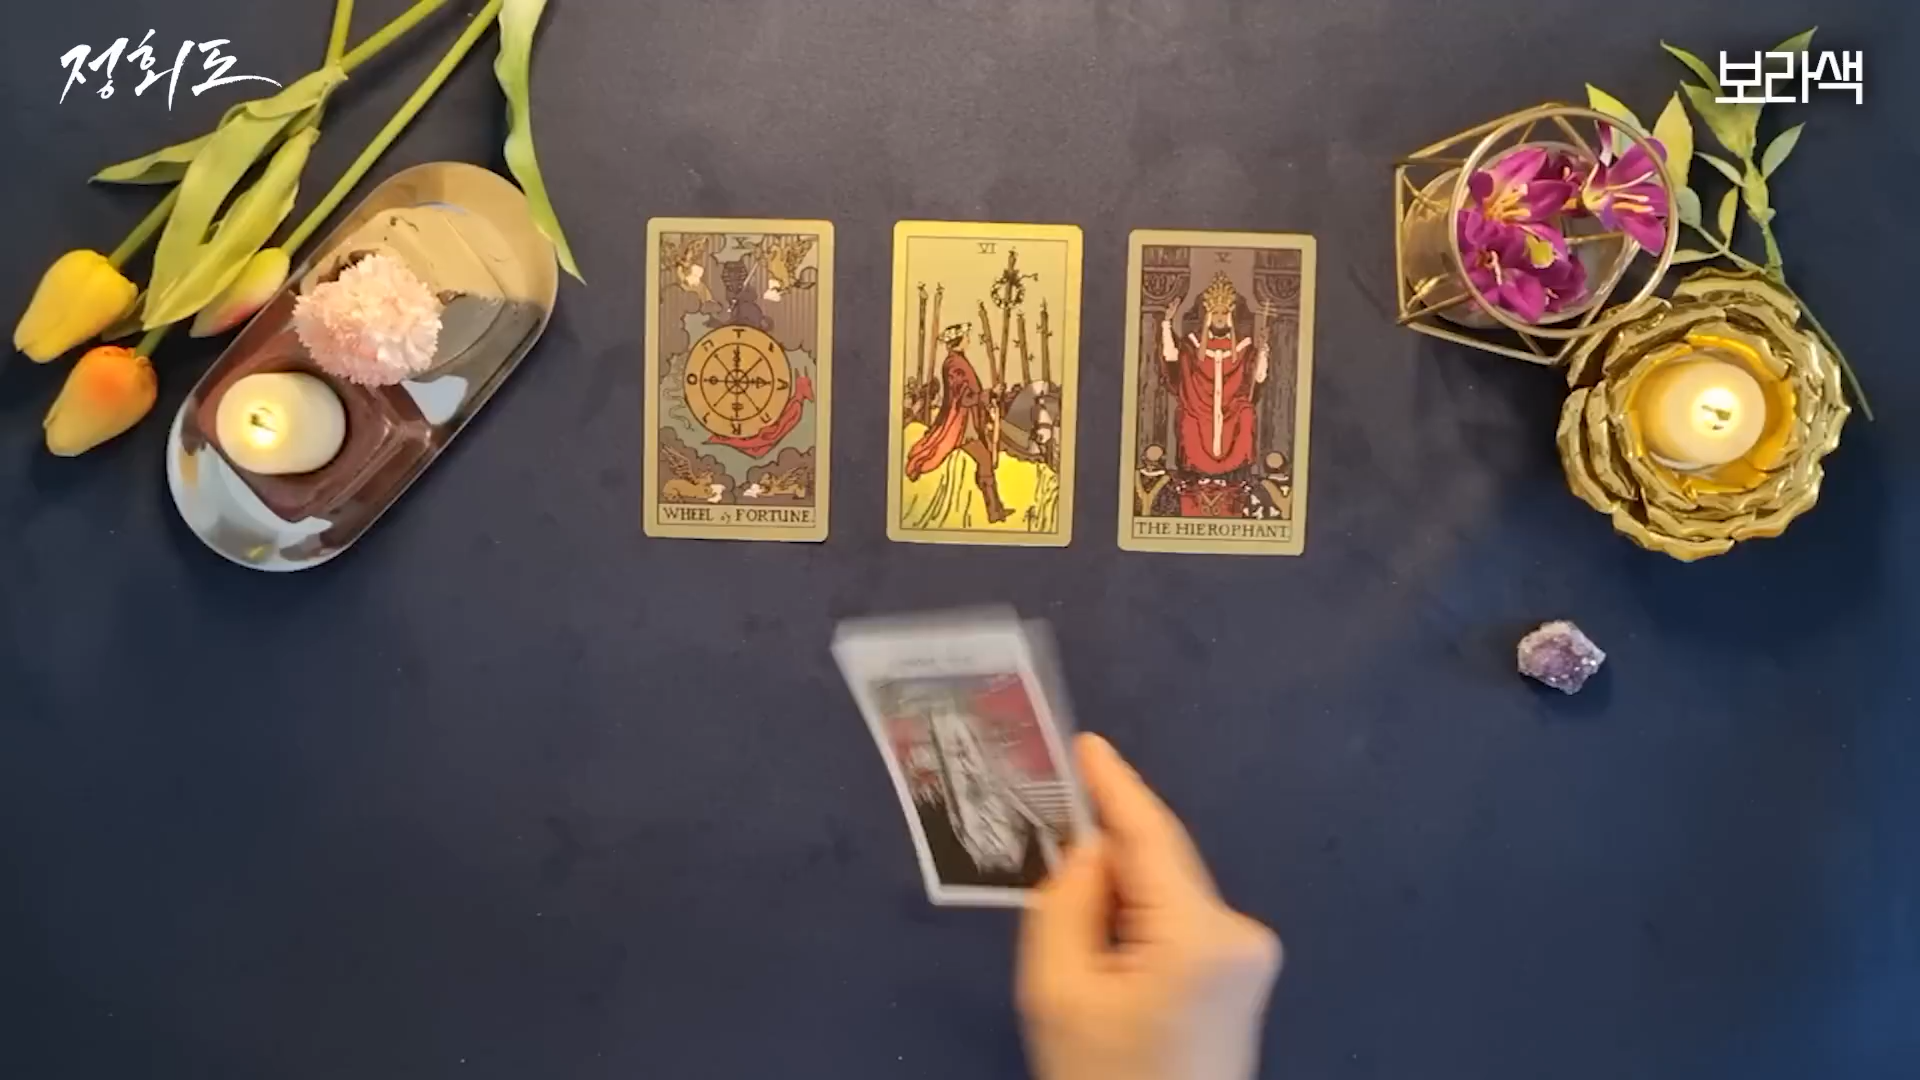 정회도
보라색
X
WHEEL of FORTUNE.
VI
V
THE HIEROPHANT.